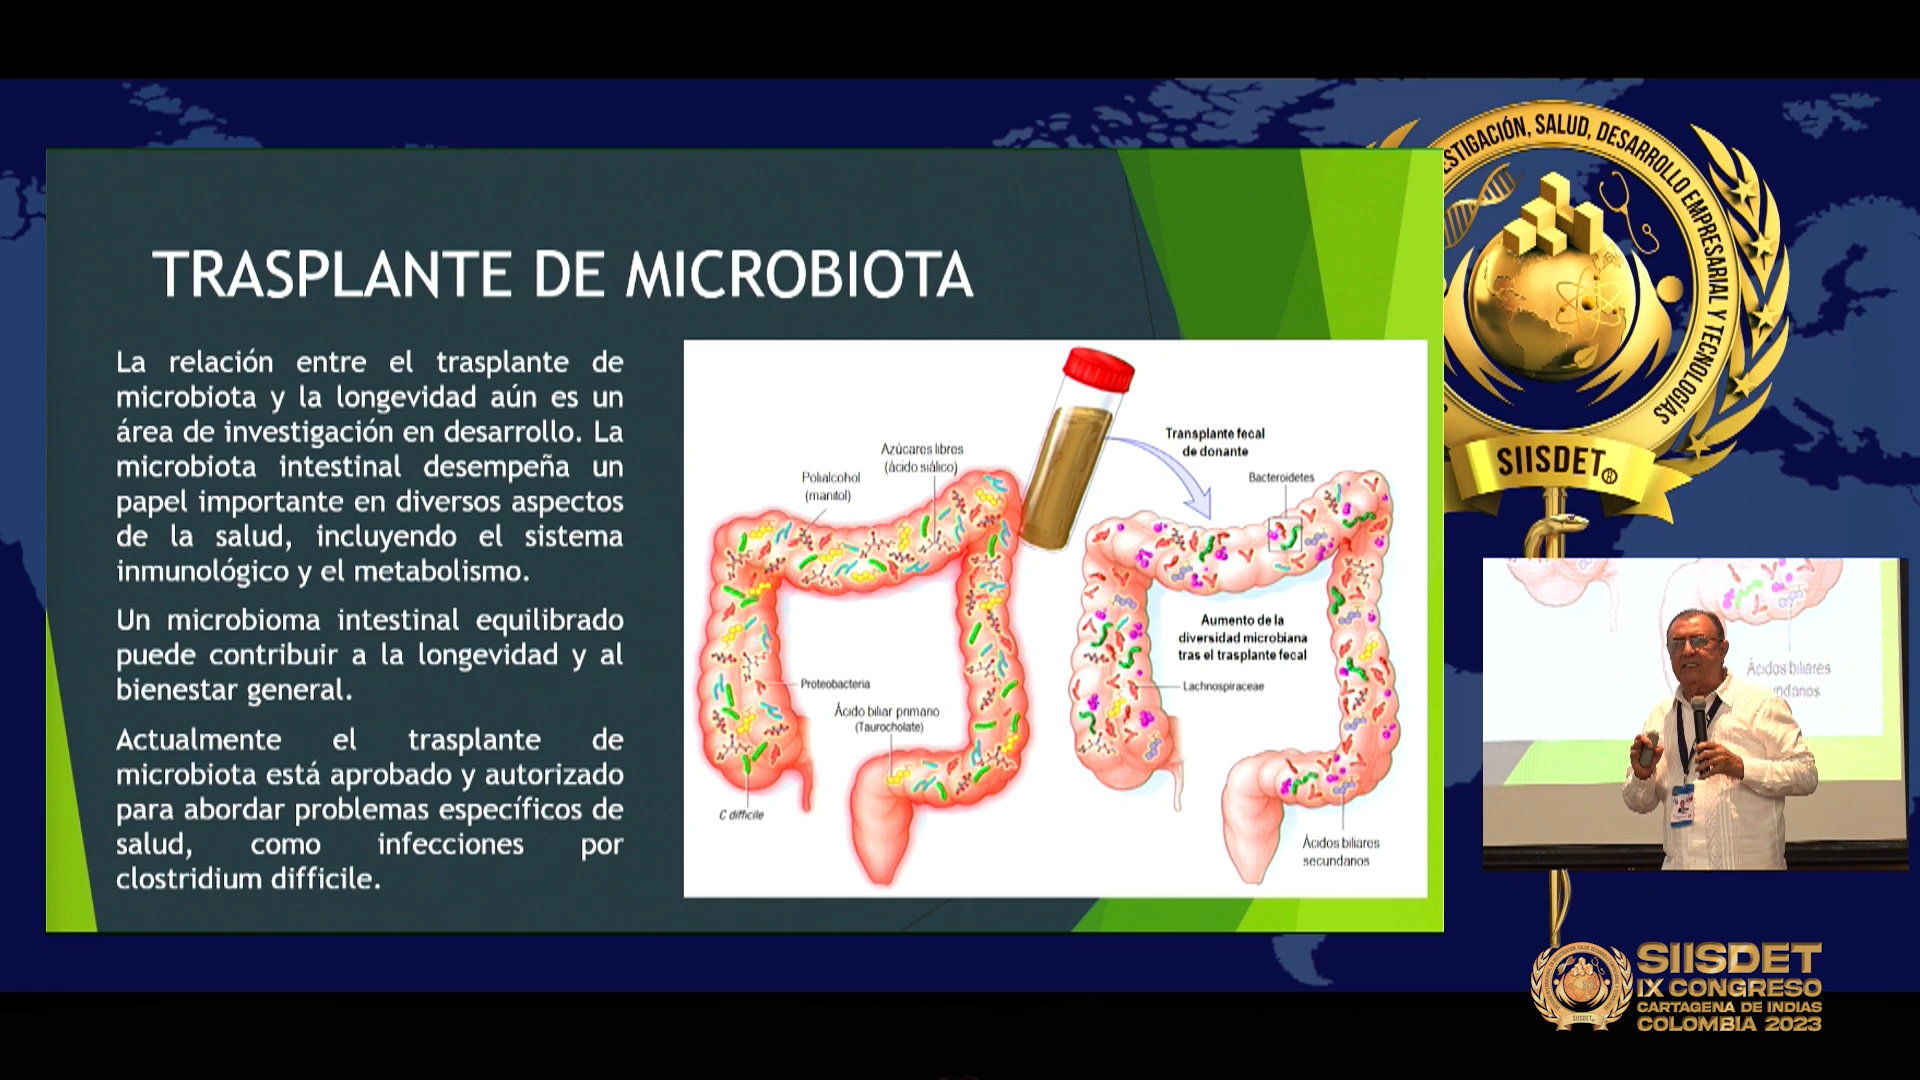 TRASPLANTE DE MICROBIOTA
La relación entre el trasplante de
microbiota y la longevidad aún es un
área de investigación en desarrollo. La
microbiota intestinal desempeña un
papel importante en diversos aspectos
de la salud, incluyendo el sistema
inmunológico y el metabolismo.
Un microbioma intestinal equilibrado
puede contribuir a la longevidad y al
bienestar general.
Actualmente el trasplante de
microbiota está aprobado y autorizado
para abordar problemas específicos de
salud, como infecciones por
clostridium difficile.
Azúcares libres
(ácido siálico)
Polialcohol
(manitol)
Transplante fecal
de donante
Bacteroidetes
Aumento de la
diversidad microbiana
tras el trasplante fecal
Proteobacteria
Lachnospiraceae
Ácido biliar primario
(Taurocholate)
C difficile
Ácidos biliares
secundanos
SALUD, DESARROLLO EMPRESARIAL Y TECNOLOGÍAS
SIISDET®
Ácidos biliares
SIISDET
IX CONGRESO
CARTAGENA DE INDIAS
COLOMBIA 2023
SIISDET